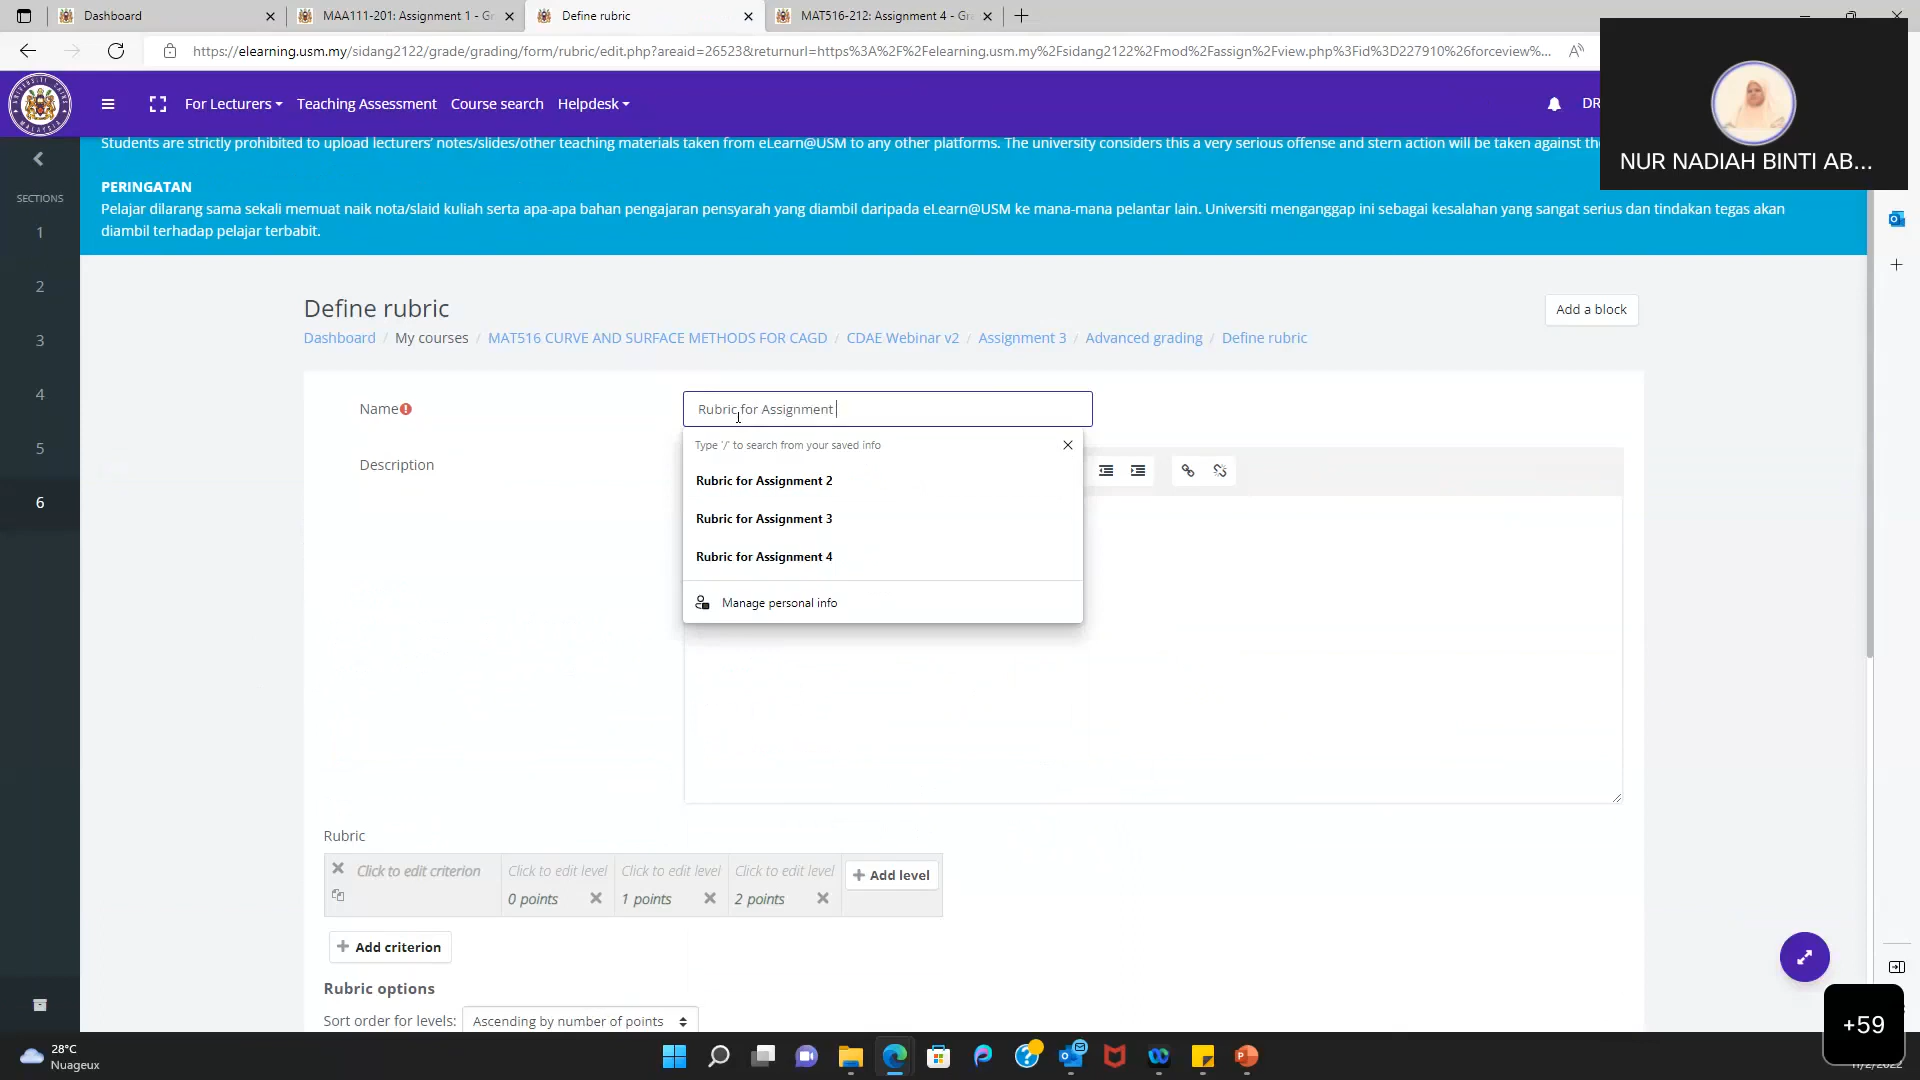 Dashboard
MAA111-201: Assignment 1 - Gr
Define rubric
MAT516-212: Assignment 4 - Gr
https://elearning.usm.my/sidang2122/grade/grading/form/rubric/edit.php?areaid=26523&returnurl=https%3A%2F%2Felearning.usm.my%2Fsidang2122%2Fmod%2Fassign%2Fview.php%3Fid%3D227910%26forceview%...
For Lecturers
Teaching Assessment
Course search
Helpdesk
DR
NUR NADIAH BINTI AB...
Students are strictly prohibited to upload lecturers' notes/slides/other teaching materials taken from eLearn@USM to any other platforms. The university considers this a very serious offense and stern action will be taken against the
PERINGATAN
Pelajar dilarang sama sekali memuat naik nota/slaid kuliah serta apa-apa bahan pengajaran pensyarah yang diambil daripada eLearn@USM ke mana-mana pelantar lain. Universiti menganggap ini sebagai kesalahan yang sangat serius dan tindakan tegas akan
diambil terhadap pelajar terbabit.
SECTIONS
1
2
3
4
5
6
Define rubric
Add a block
Dashboard / My courses / MAT516 CURVE AND SURFACE METHODS FOR CAGD / CDAE Webinar v2 / Assignment 3 / Advanced grading / Define rubric
Name
Rubric for Assignment
Type '/' to search from your saved info
Description
Rubric for Assignment 2
Rubric for Assignment 3
Rubric for Assignment 4
Manage personal info
Rubric
Click to edit criterion
Click to edit level
Click to edit level
Click to edit level
Add level
0 points
1 points
2 points
Add criterion
Rubric options
Sort order for levels:
Ascending by number of points
+59
28°C
Nuageux